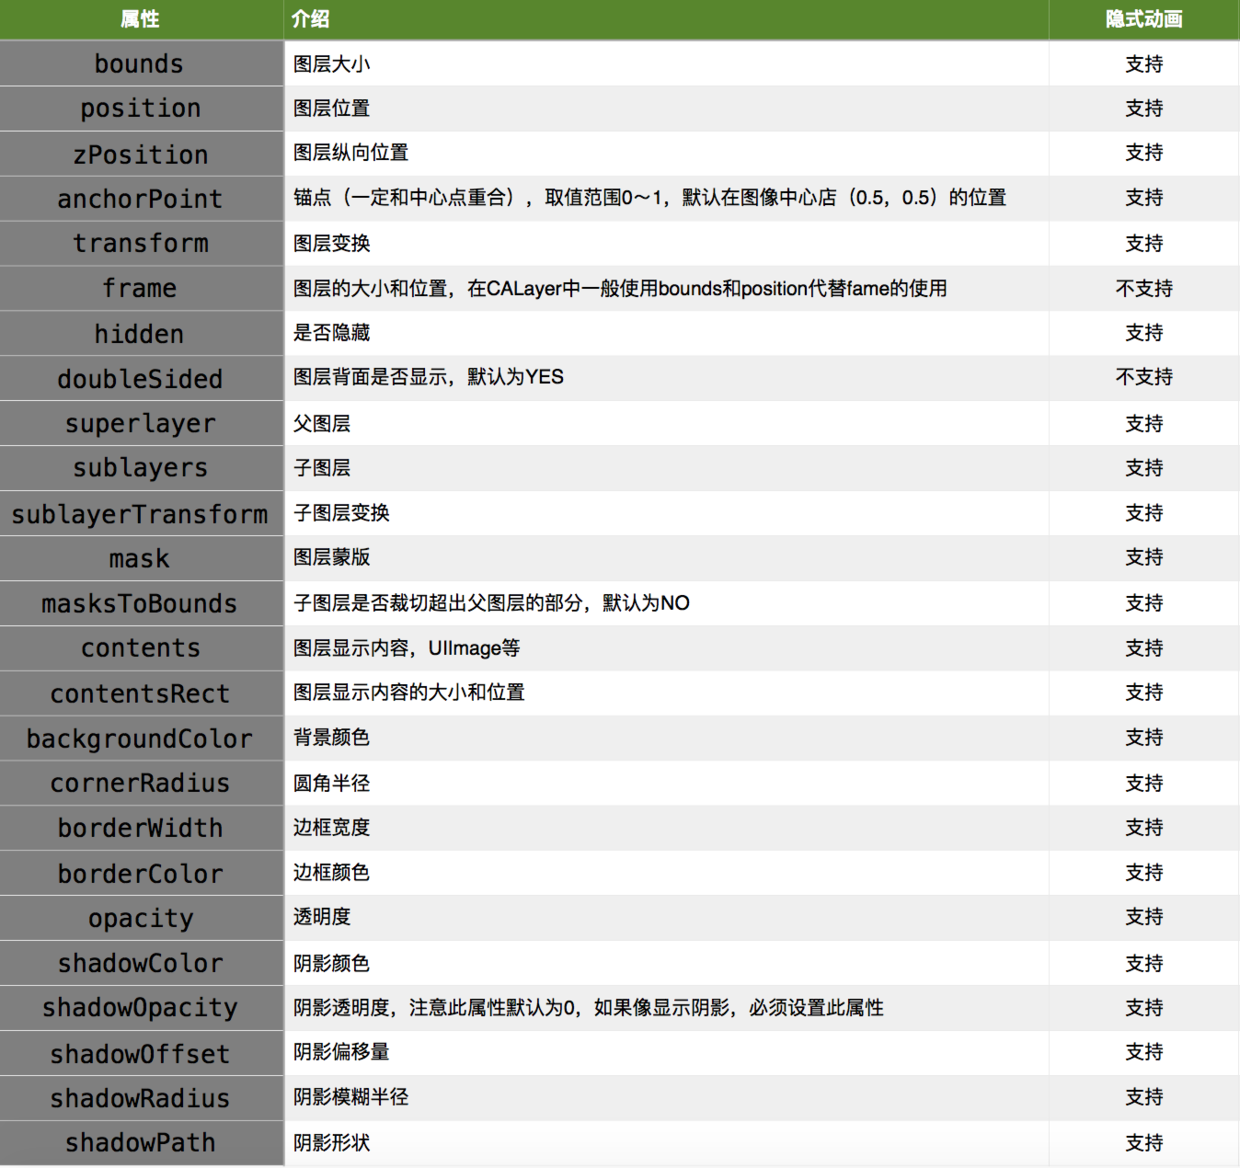 属性 介绍 隐式动画
bounds 图层大小 支持
position 图层位置 支持
zPosition 图层纵向位置 支持
anchorPoint 锚点（一定和中心点重合），取值范围0～1，默认在图像中心店（0.5，0.5）的位置 支持
transform 图层变换 支持
frame 图层的大小和位置，在CALayer中一般使用bounds和position代替fame的使用 不支持
hidden 是否隐藏 支持
doubleSided 图层背面是否显示，默认为YES 不支持
superlayer 父图层 支持
sublayers 子图层 支持
sublayerTransform 子图层变换 支持
mask 图层蒙版 支持
masksToBounds 子图层是否裁切超出父图层的部分，默认为NO 支持
contents 图层显示内容，UIImage等 支持
contentsRect 图层显示内容的大小和位置 支持
backgroundColor 背景颜色 支持
cornerRadius 圆角半径 支持
borderWidth 边框宽度 支持
borderColor 边框颜色 支持
opacity 透明度 支持
shadowColor 阴影颜色 支持
shadowOpacity 阴影透明度，注意此属性默认为0，如果像显示阴影，必须设置此属性 支持
shadowOffset 阴影偏移量 支持
shadowRadius 阴影模糊半径 支持
shadowPath 阴影形状 支持